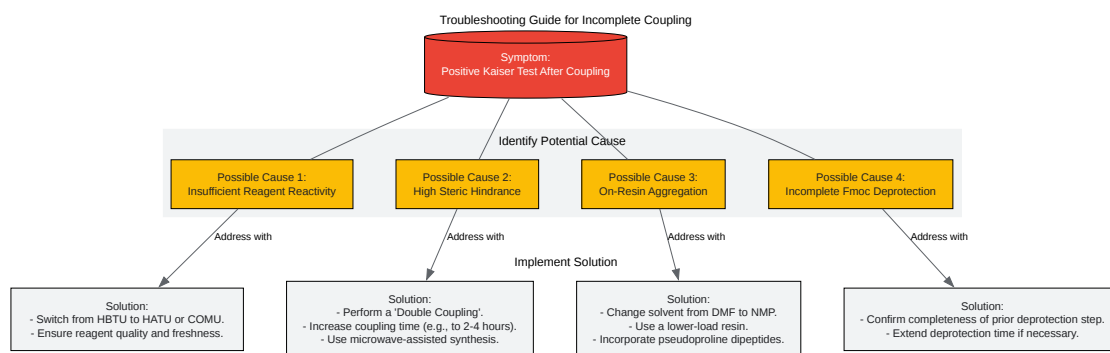 Troubleshooting Guide for Incomplete Coupling
Symptom:
Positive Kaiser Test After Coupling
Identify Potential Cause
Possible Cause 1:
Insufficient Reagent Reactivity
Possible Cause 2:
High Steric Hindrance
Possible Cause 3:
On-Resin Aggregation
Possible Cause 4:
Incomplete Fmoc Deprotection
Address with
Address with
Address with
Address with
Implement Solution
Solution:
- Switch from HBTU to HATU or COMU.
- Ensure reagent quality and freshness.
Solution:
- Perform a 'Double Coupling'.
- Increase coupling time (e.g., to 2-4 hours).
- Use microwave-assisted synthesis.
Solution:
- Change solvent from DMF to NMP.
- Use a lower-load resin.
- Incorporate pseudoproline dipeptides.
Solution:
- Confirm completeness of prior deprotection step.
- Extend deprotection time if necessary.